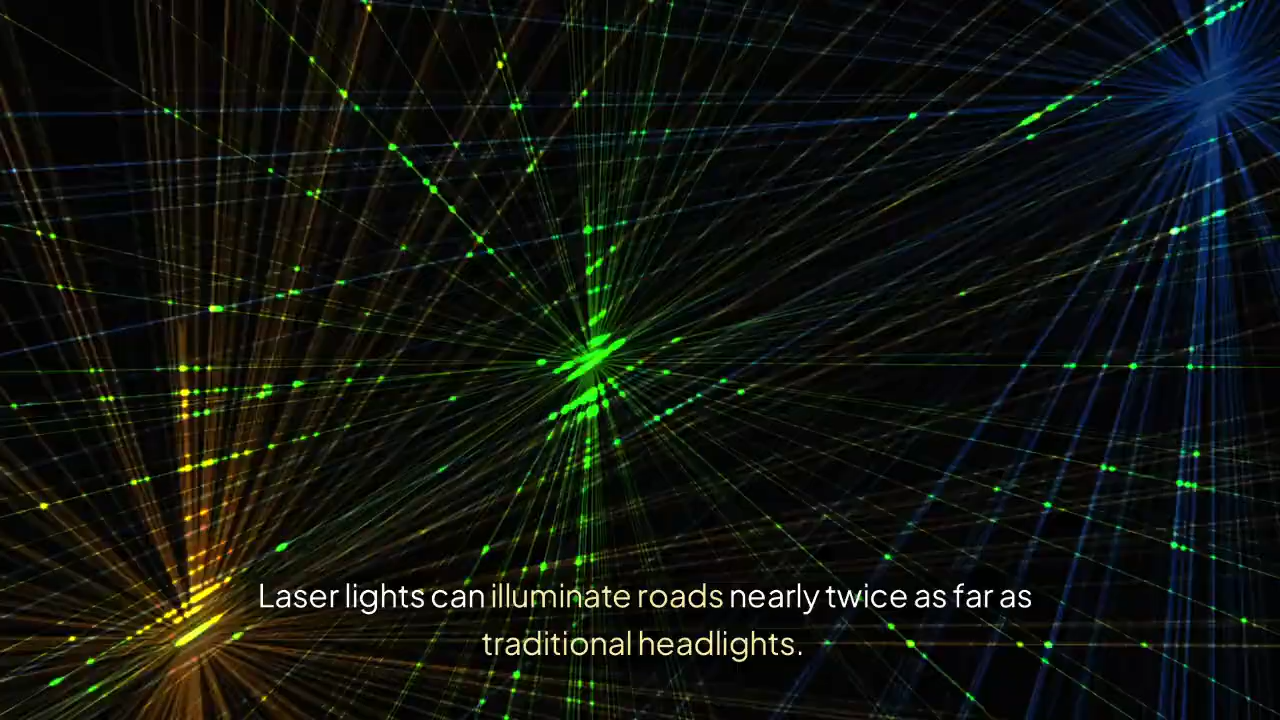 Laser lights can illuminate roads nearly twice as far as
traditional headlights.